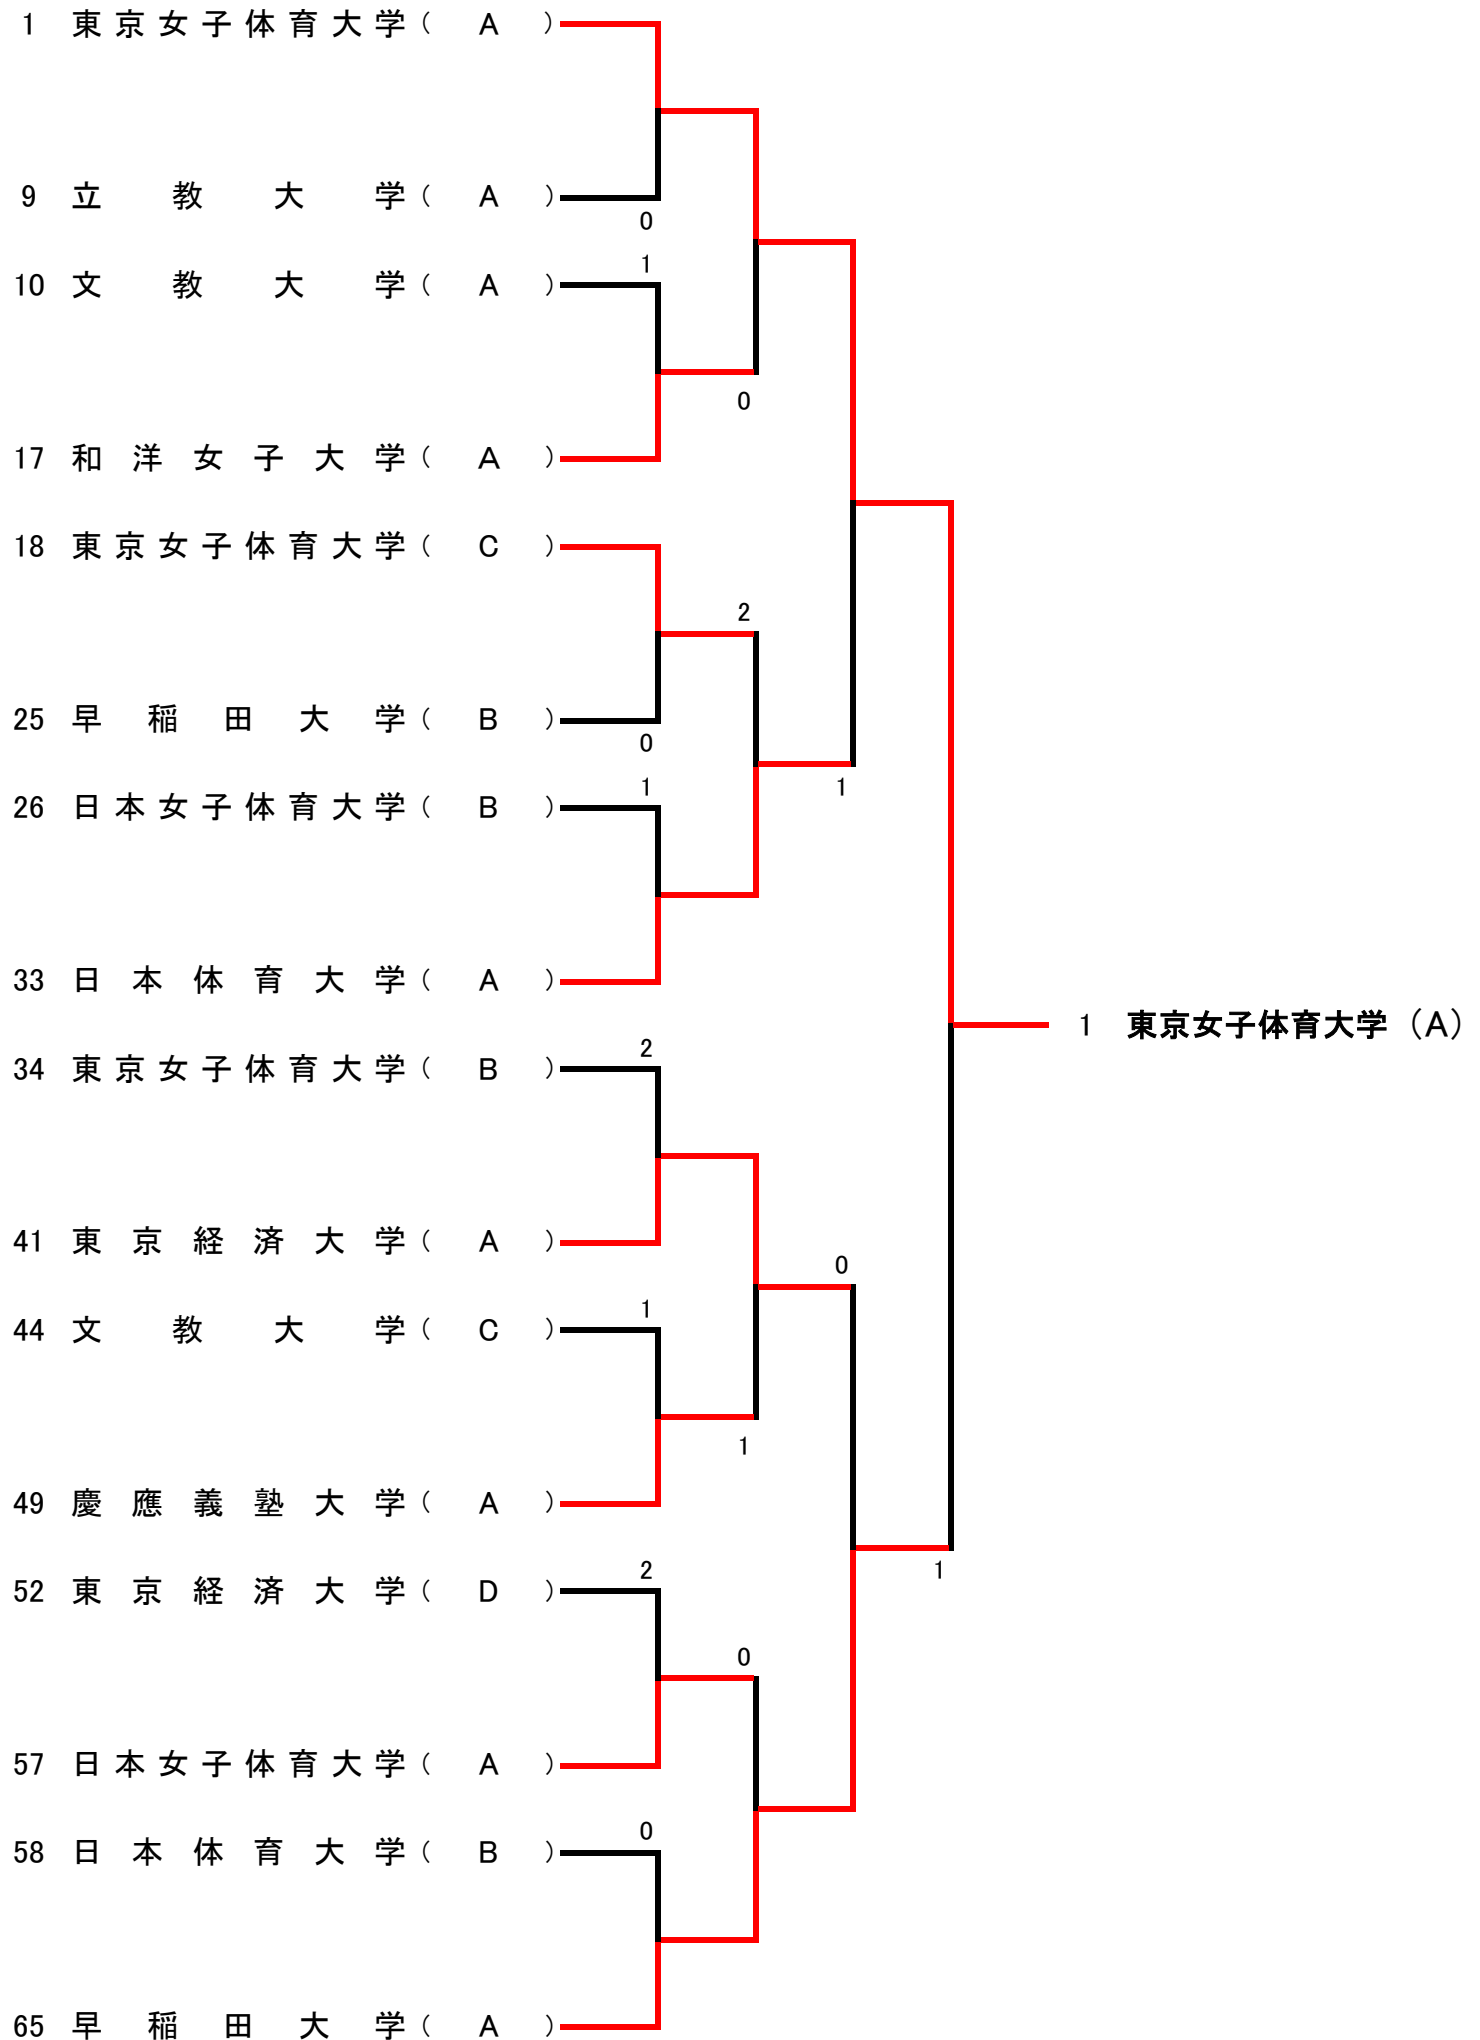 1 東京女子体育大学( A )
9 立教大学( A )
0
1
10 文教大学( A )
0
17 和洋女子大学( A )
18 東京女子体育大学( C )
2
25 早稲田大学( B )
0
1
1
26 日本女子体育大学( B )
33 日本体育大学( A )
1 東京女子体育大学(A)
2
34 東京女子体育大学( B )
41 東京経済大学( A )
0
1
44 文教大学( C )
1
49 慶應義塾大学( A )
2
1
52 東京経済大学( D )
0
57 日本女子体育大学( A )
0
58 日本体育大学( B )
65 早稲田大学( A )